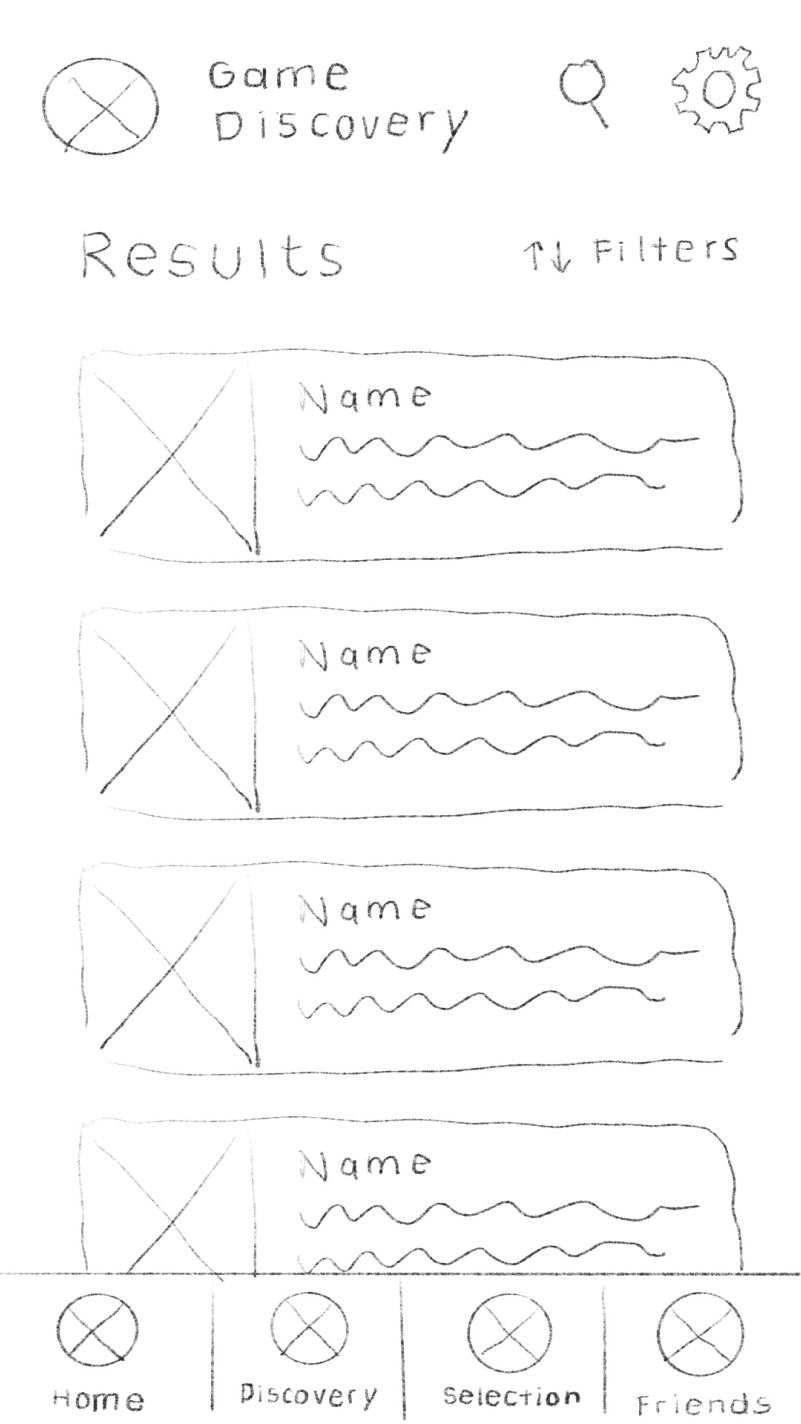 Game
Discovery
Results
↑↓ Filters
Name
Name
Name
Name
Home
Discovery
Selection
Friends